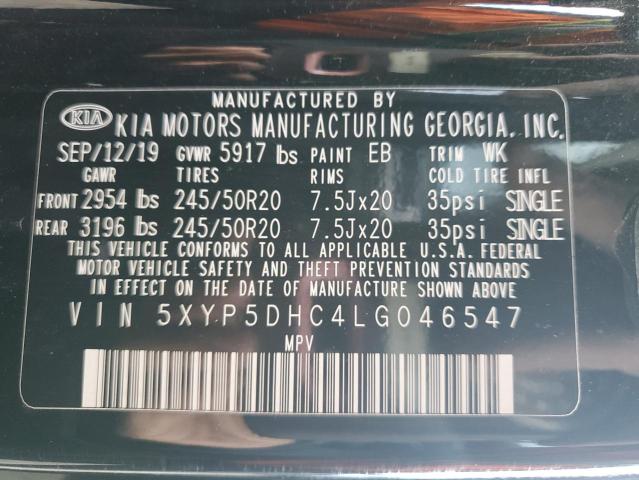 MANUFACTURED BY
KIA KIA MOTORS MANUFACTURING GEORGIA, INC.
SEP/12/19 GVWR 5917 lbs PAINT EB TRIM WK
GAWR TIRES RIMS COLD TIRE INFL
FRONT 2954 lbs 245/50R20 7.5Jx20 35psi SINGLE
REAR 3196 lbs 245/50R20 7.5Jx20 35psi SINGLE
THIS VEHICLE CONFORMS TO ALL APPLICABLE U.S.A. FEDERAL
MOTOR VEHICLE SAFETY AND THEFT PREVENTION STANDARDS
IN EFFECT ON THE DATE OF MANUFACTURE SHOWN ABOVE.
VIN 5XYP5DHC4LG046547
MPV